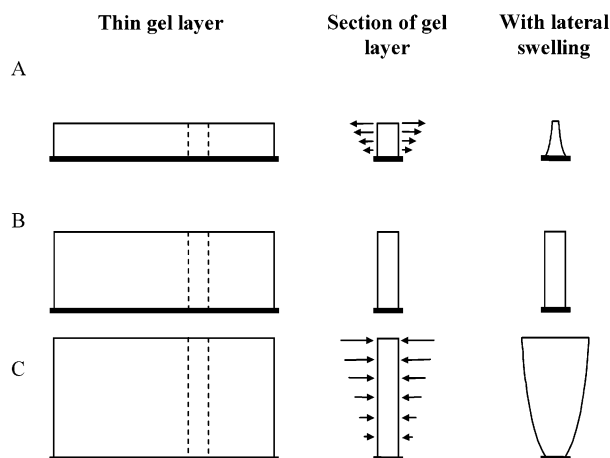 Thin gel layer
Section of gel
layer
With lateral
swelling
A
B
C